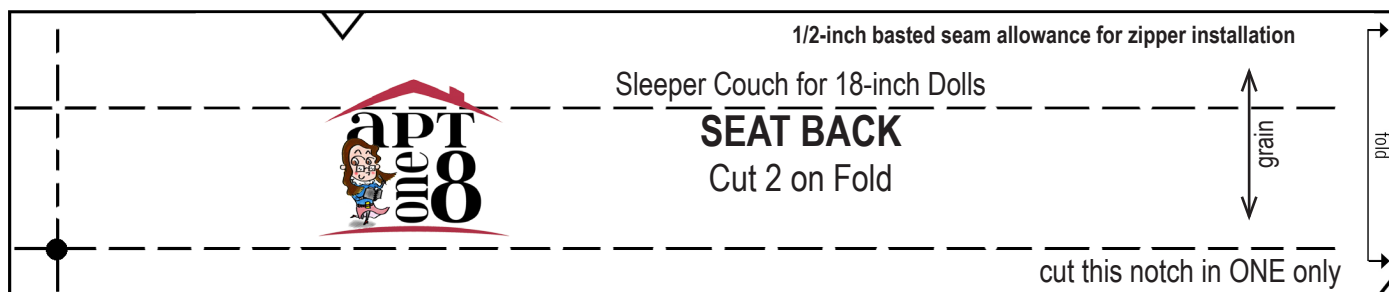 1/2-inch basted seam allowance for zipper installation
Sleeper Couch for 18-inch Dolls
SEAT BACK
Cut 2 on Fold
aPT
one
8
grain
fold
cut this notch in ONE only